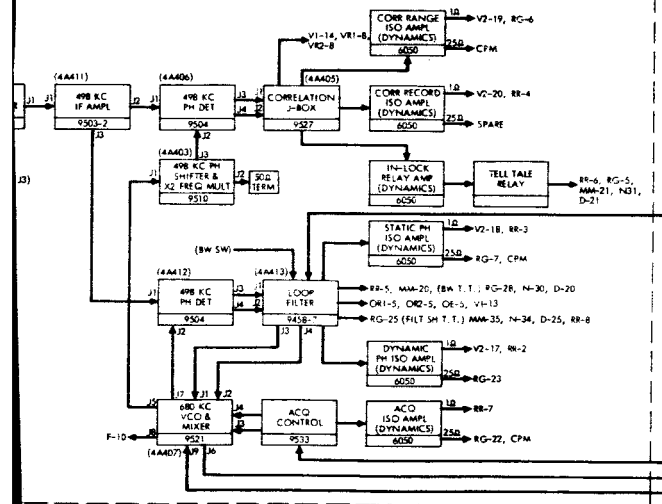 CORR RANGE
ISO AMPL
(DYNAMICS)
6050
1Ω
V2-19, RG-6
25Ω
CPM
V1-14, VR1-8,
VR2-8
(4A411)
J1
J1
498 KC
IF AMPL
9503-2
J2
J3
(4A406)
J1
498 KC
PH DET
9504
J3
J4
J2
(4A405)
J1
J2
CORRELATION
J-BOX
9527
CORR RECORD
ISO AMPL
(DYNAMICS)
6050
1Ω
V2-20, RR-4
25Ω
SPARE
J3)
(4A403)
J3
J1
498 KC PH
SHIFTER &
X2 FREQ MULT
9510
J2
50Ω
TERM
IN-LOCK
RELAY AMP
(DYNAMICS)
6050
TELL TALE
RELAY
RR-6, RG-5,
MM-21, N31,
D-21
STATIC PH
ISO AMPL
(DYNAMICS)
6050
1Ω
V2-18, RR-3
25Ω
RG-7, CPM
(BW SW)
(4A412)
J1
498 KC
PH DET
9504
J3
J4
J2
(4A413)
J1
J2
LOOP
FILTER
J3
J4
RR-5, MM-20, (BW T.T.) RG-28, N-30, D-20
OR1-5, OR2-5, OE-5, V1-13
RG-25 (FILT SH T.T.) MM-35, N-34, D-25, RR-8
DYNAMIC
PH ISO AMPL
(DYNAMICS)
6050
1Ω
V2-17, RR-2
25Ω
RG-23
J5
J7
J1
J2
680 KC
VCO &
MIXER
9521
J4
J3
J8
F-10
(4A407)
J9
J6
ACQ
CONTROL
9533
ACQ
ISO AMPL
(DYNAMICS)
6050
1Ω
RR-7
25Ω
RG-22, CPM